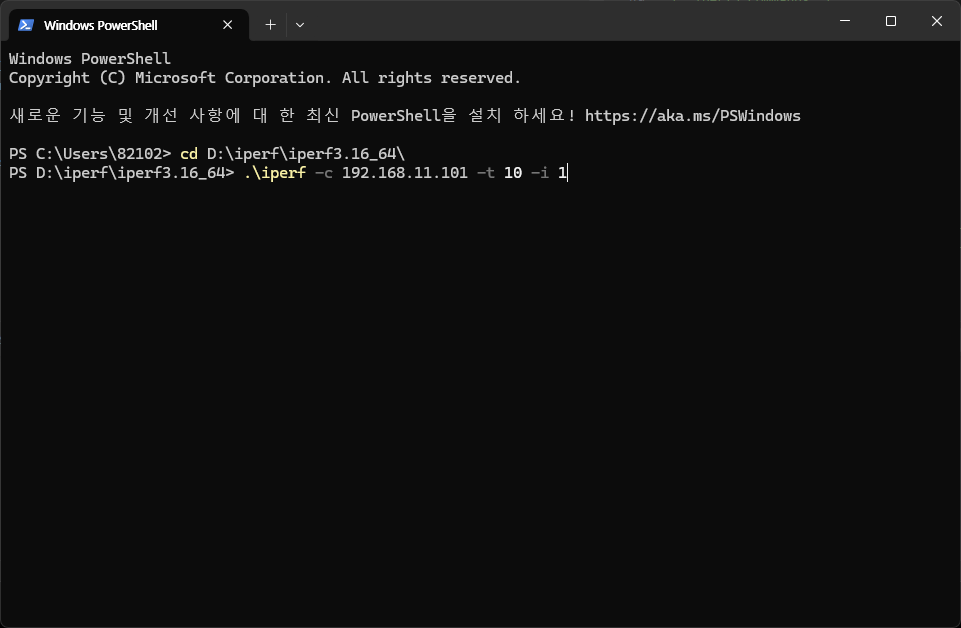 Windows PowerShell
Windows PowerShell
Copyright (C) Microsoft Corporation. All rights reserved.
새로운 기능 및 개선 사항에 대 한 최신 PowerShell을 설치 하세요! https://aka.ms/PSWindows
PS C:\Users\82102> cd D:\iperf\iperf3.16_64\
PS D:\iperf\iperf3.16_64> .\iperf -c 192.168.11.101 -t 10 -i 1